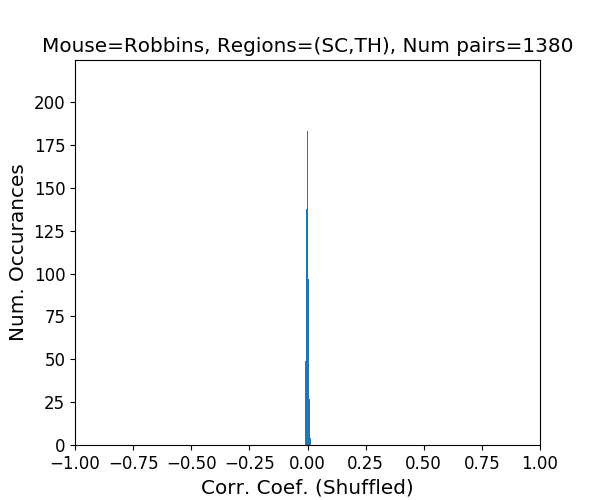 Mouse=Robbins, Regions=(SC,TH), Num pairs=1380
200
175
150
125
100
75
50
25
0
Num. Occurances
−1.00 −0.75 −0.50 −0.25 0.00 0.25 0.50 0.75 1.00
Corr. Coef. (Shuffled)